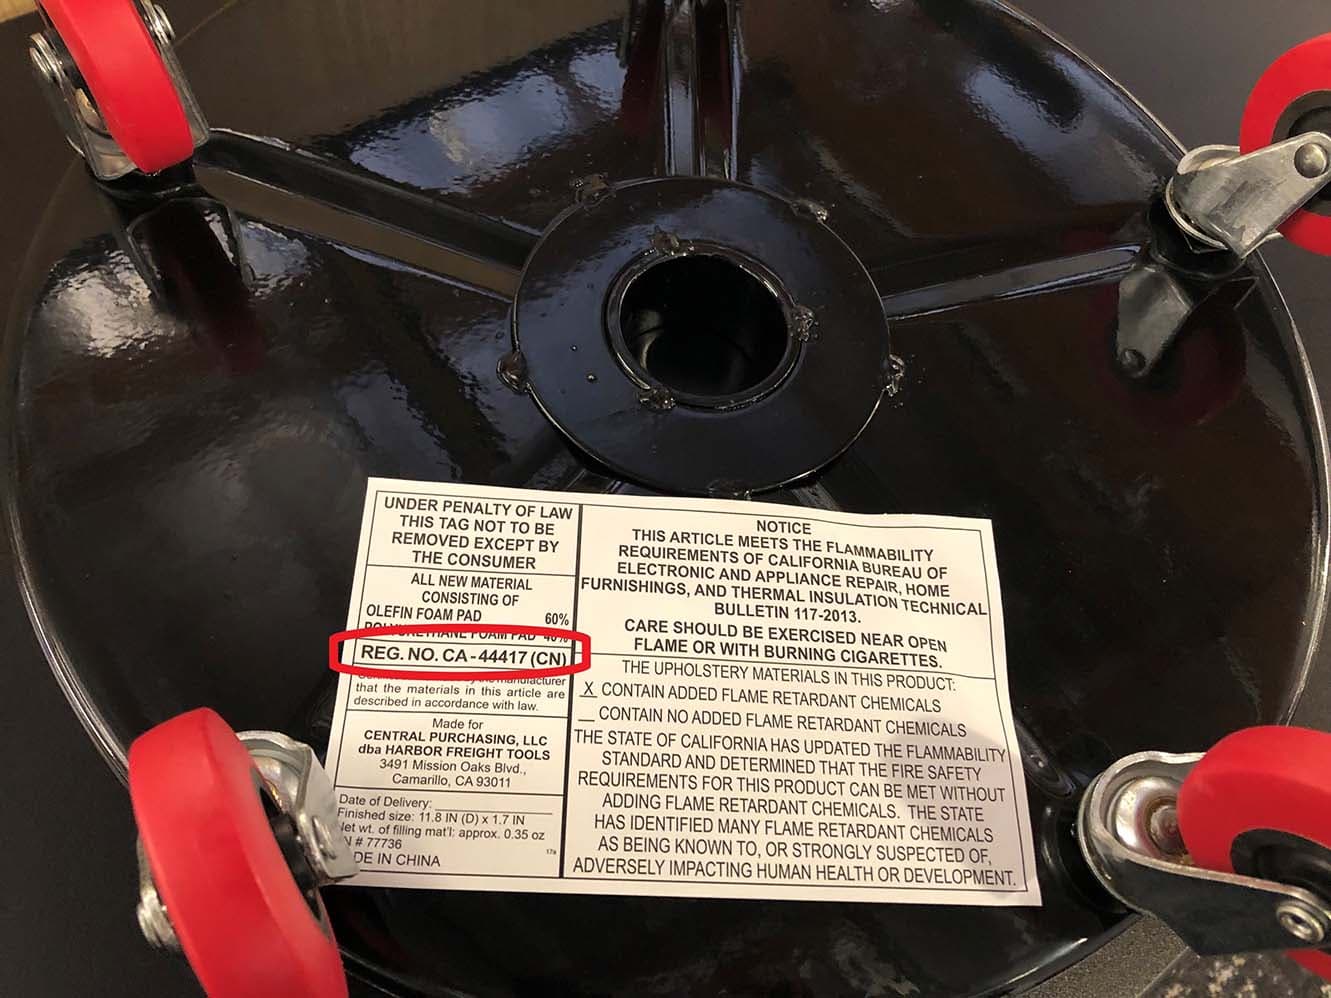 UNDER PENALTY OF LAW
THIS TAG NOT TO BE
REMOVED EXCEPT BY
THE CONSUMER
ALL NEW MATERIAL
CONSISTING OF
OLEFIN FOAM PAD 60%
POLYURETHANE FOAM PAD 40%
REG. NO. CA - 44417 (CN)
by the manufacturer
that the materials in this article are
described in accordance with law.
Made for
CENTRAL PURCHASING, LLC
dba HARBOR FREIGHT TOOLS
3491 Mission Oaks Blvd.,
Camarillo, CA 93011
Date of Delivery:
Finished size: 11.8 IN (D) x 1.7 IN
Net wt. of filling mat'l: approx. 0.35 oz
N # 77736
DE IN CHINA
17a
NOTICE
THIS ARTICLE MEETS THE FLAMMABILITY
REQUIREMENTS OF CALIFORNIA BUREAU OF
ELECTRONIC AND APPLIANCE REPAIR, HOME
FURNISHINGS, AND THERMAL INSULATION TECHNICAL
BULLETIN 117-2013.
CARE SHOULD BE EXERCISED NEAR OPEN
FLAME OR WITH BURNING CIGARETTES.
THE UPHOLSTERY MATERIALS IN THIS PRODUCT:
X CONTAIN ADDED FLAME RETARDANT CHEMICALS
__ CONTAIN NO ADDED FLAME RETARDANT CHEMICALS
THE STATE OF CALIFORNIA HAS UPDATED THE FLAMMABILITY
STANDARD AND DETERMINED THAT THE FIRE SAFETY
REQUIREMENTS FOR THIS PRODUCT CAN BE MET WITHOUT
ADDING FLAME RETARDANT CHEMICALS. THE STATE
HAS IDENTIFIED MANY FLAME RETARDANT CHEMICALS
AS BEING KNOWN TO, OR STRONGLY SUSPECTED OF,
ADVERSELY IMPACTING HUMAN HEALTH OR DEVELOPMENT.